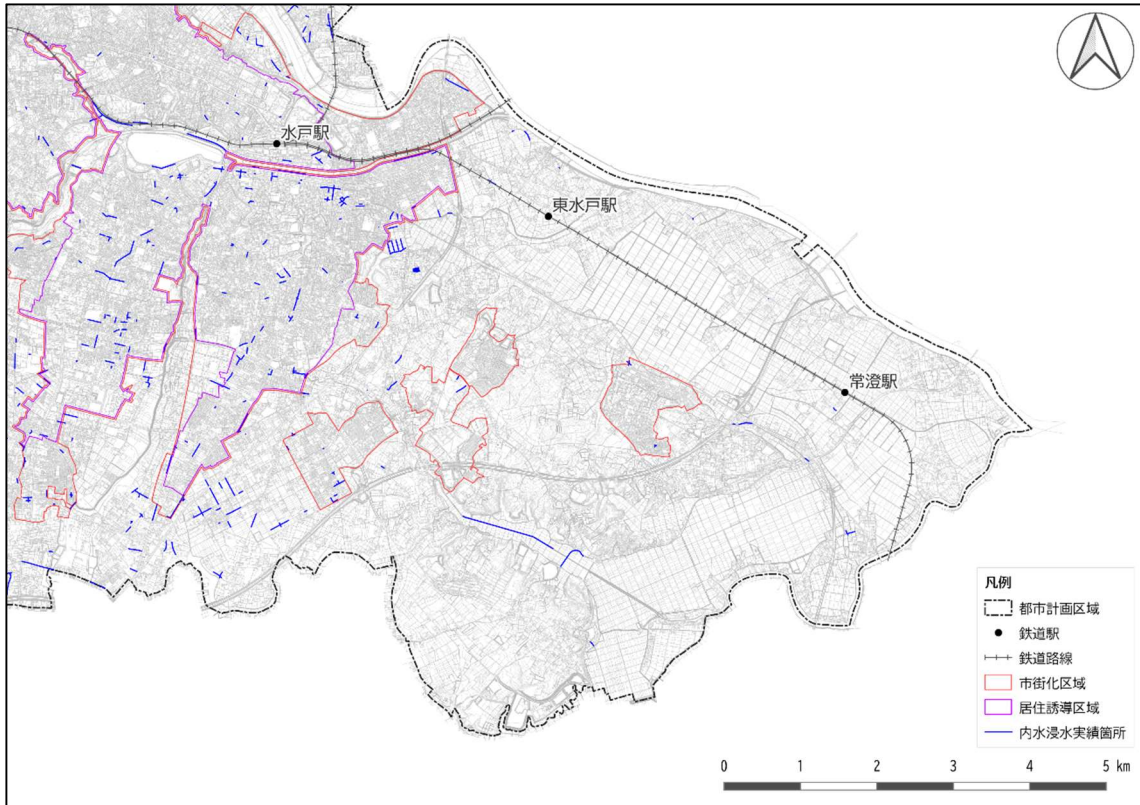 水戸駅
東水戸駅
常澄駅
凡例
都市計画区域
鉄道駅
鉄道路線
市街化区域
居住誘導区域
内水浸水実績箇所
0 1 2 3 4 5 km